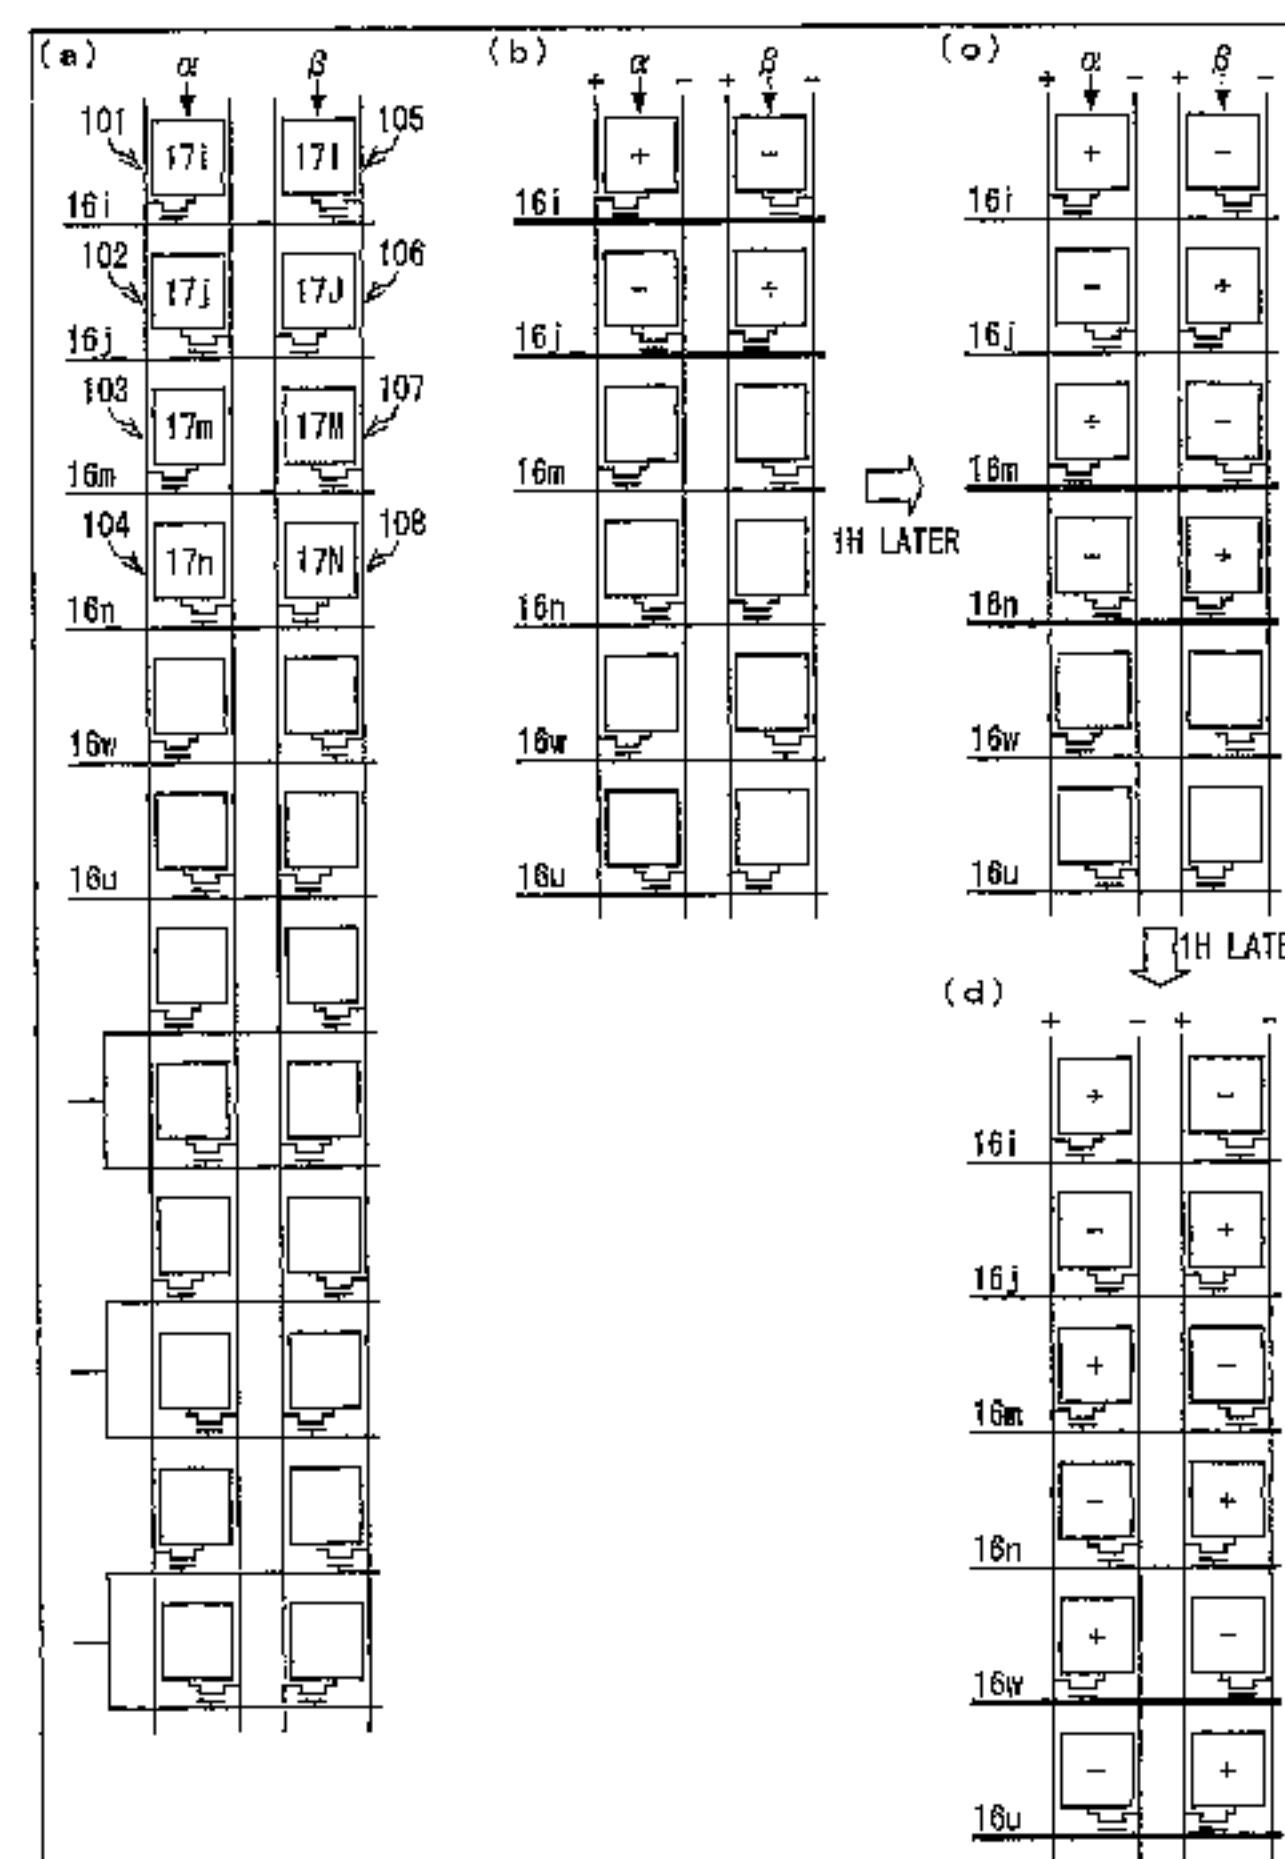 (a) (b) (c)
α β
101 17i 17I 105
16i
102 17j 17J 106
16j
103 17m 17M 107
16m
104 17n 17N 108
16n
16w
16u
+ α - + β -
+ -
16i
- +
16j
16m
16n
16w
16u
1H LATER
+ α - + β -
+ -
16i
- +
16j
+ -
16m
- +
16n
16w
16u
1H LATE
(d)
+ - + -
+ -
16i
- +
16j
+ -
16m
- +
16n
+ -
16w
- +
16u